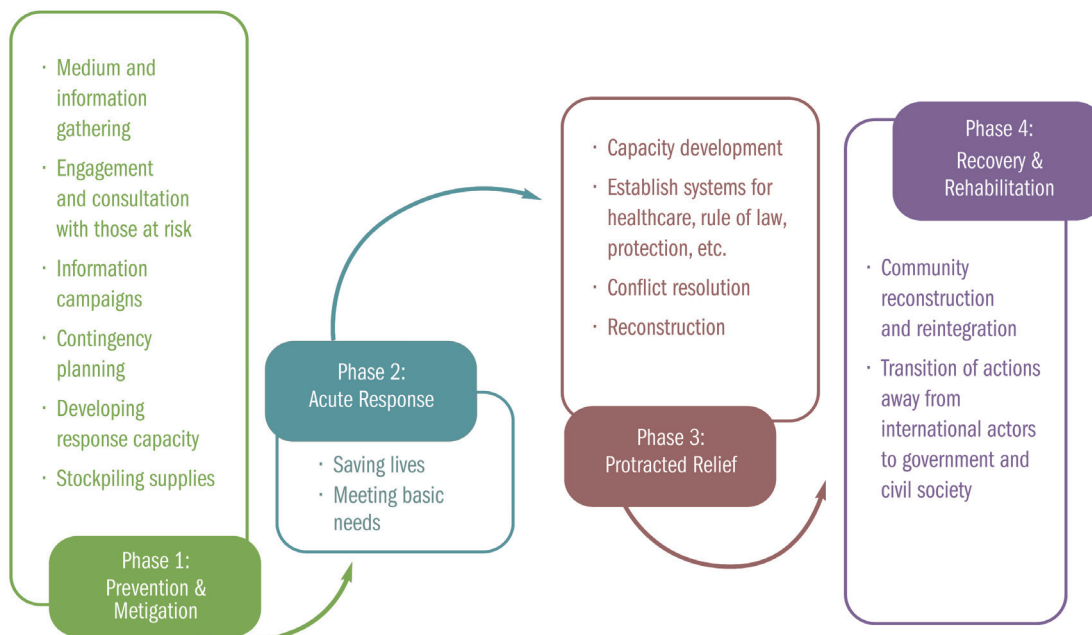 · Medium and
information
gathering
· Engagement
and consultation
with those at risk
· Information
campaigns
· Contingency
planning
· Developing
response capacity
· Stockpiling supplies
Phase 1:
Prevention &
Metigation
Phase 2:
Acute Response
· Saving lives
· Meeting basic
needs
· Capacity development
· Establish systems for
healthcare, rule of law,
protection, etc.
· Conflict resolution
· Reconstruction
Phase 3:
Protracted Relief
Phase 4:
Recovery &
Rehabilitation
· Community
reconstruction
and reintegration
· Transition of actions
away from
international actors
to government and
civil society